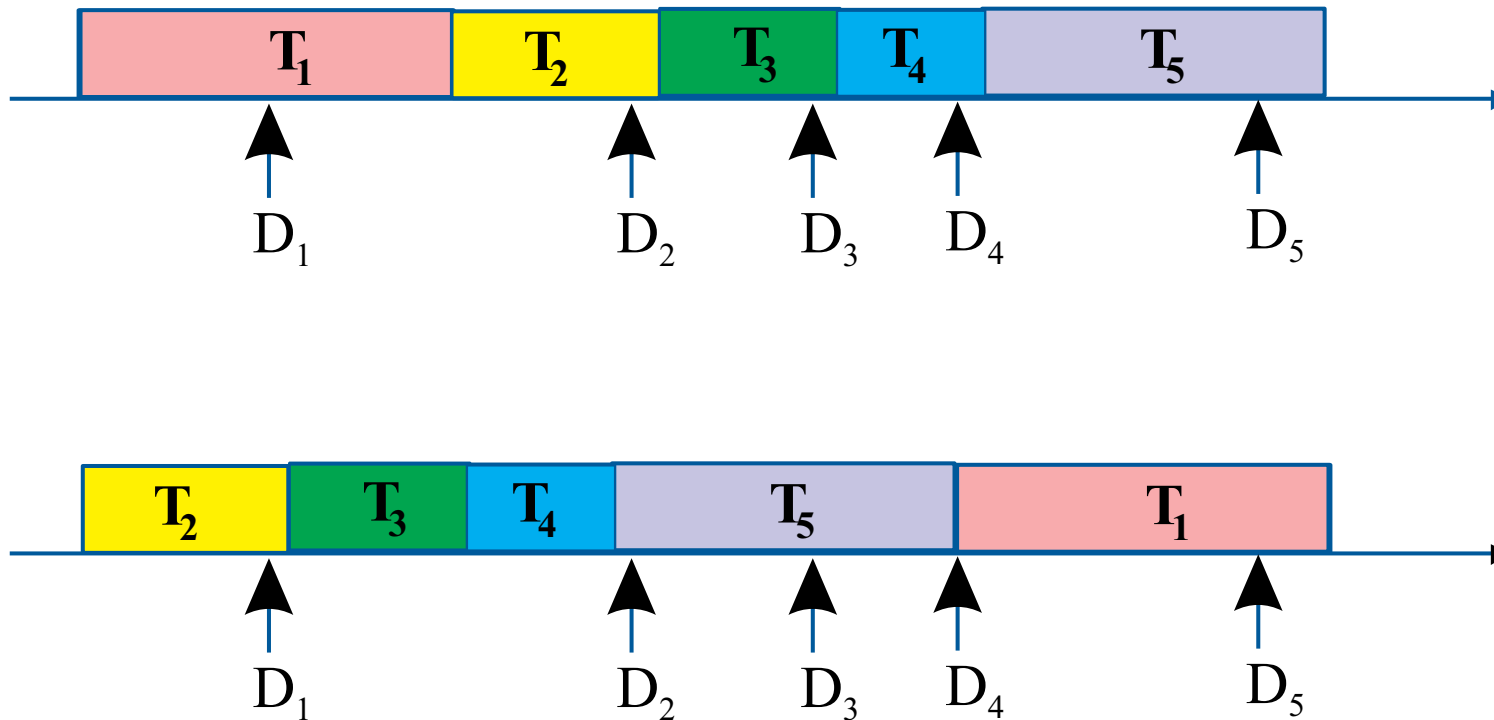 T₁ T₂ T₃ T₄ T₅
D₁ D₂ D₃ D₄ D₅
T₂ T₃ T₄ T₅ T₁
D₁ D₂ D₃ D₄ D₅